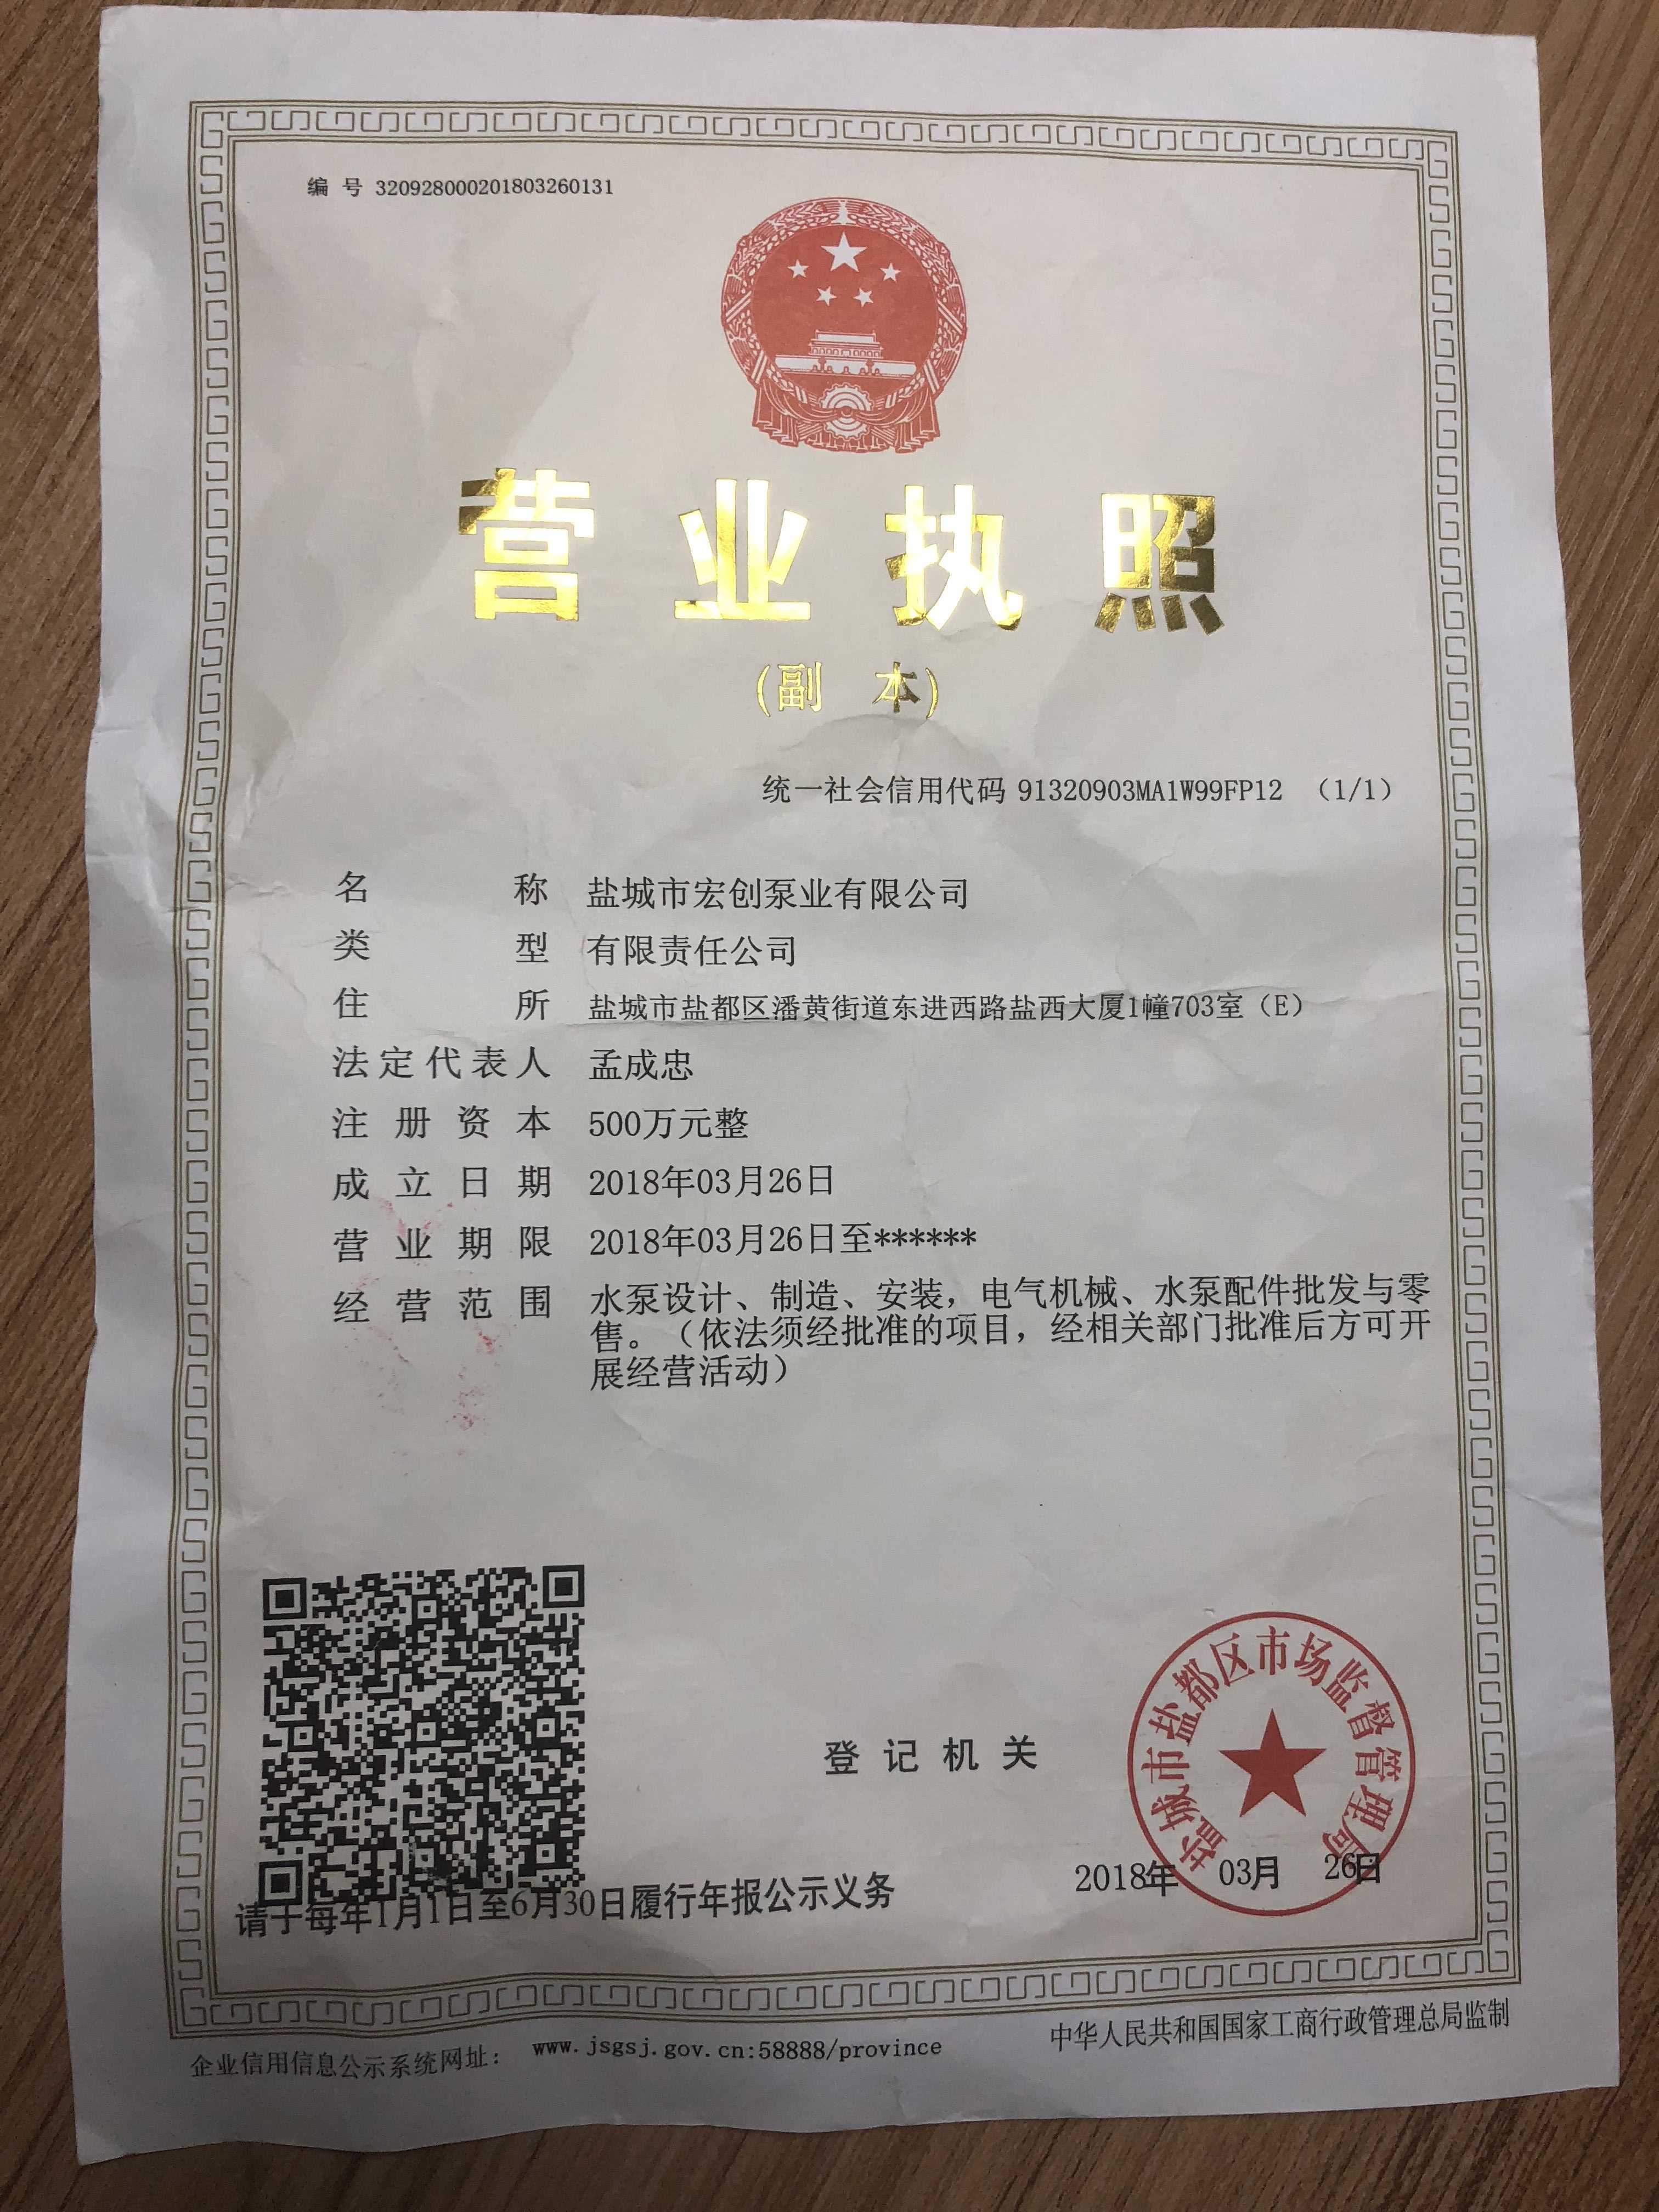 编 号 320928000201803260131
营业执照
(副 本)
统一社会信用代码 91320903MA1W99FP12 （1/1）
名 称 盐城市宏创泵业有限公司
类 型 有限责任公司
住 所 盐城市盐都区潘黄街道东进西路盐西大厦1幢703室（E）
法定代表人 孟成忠
注册资本 500万元整
成立日期 2018年03月26日
营业期限 2018年03月26日至******
经营范围 水泵设计、制造、安装，电气机械、水泵配件批发与零
售。（依法须经批准的项目，经相关部门批准后方可开
展经营活动）
登记机关
盐城市盐都区市场监督管理局
2018年 03月 26日
请于每年1月1日至6月30日履行年报公示义务
企业信用信息公示系统网址： www.jsgsj.gov.cn:58888/province
中华人民共和国国家工商行政管理总局监制